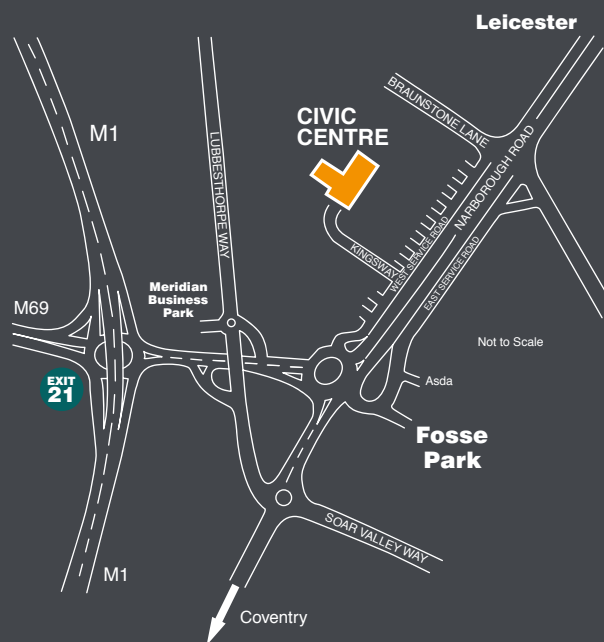 Leicester
BRAUNSTONE LANE
CIVIC
CENTRE
M1
LUBBESTHORPE WAY
NARBOROUGH ROAD
WEST SERVICE ROAD
KINGSWAY
EAST SERVICE ROAD
Meridian
Business
Park
M69
Not to Scale
EXIT
21
Asda
Fosse
Park
SOAR VALLEY WAY
M1
Coventry